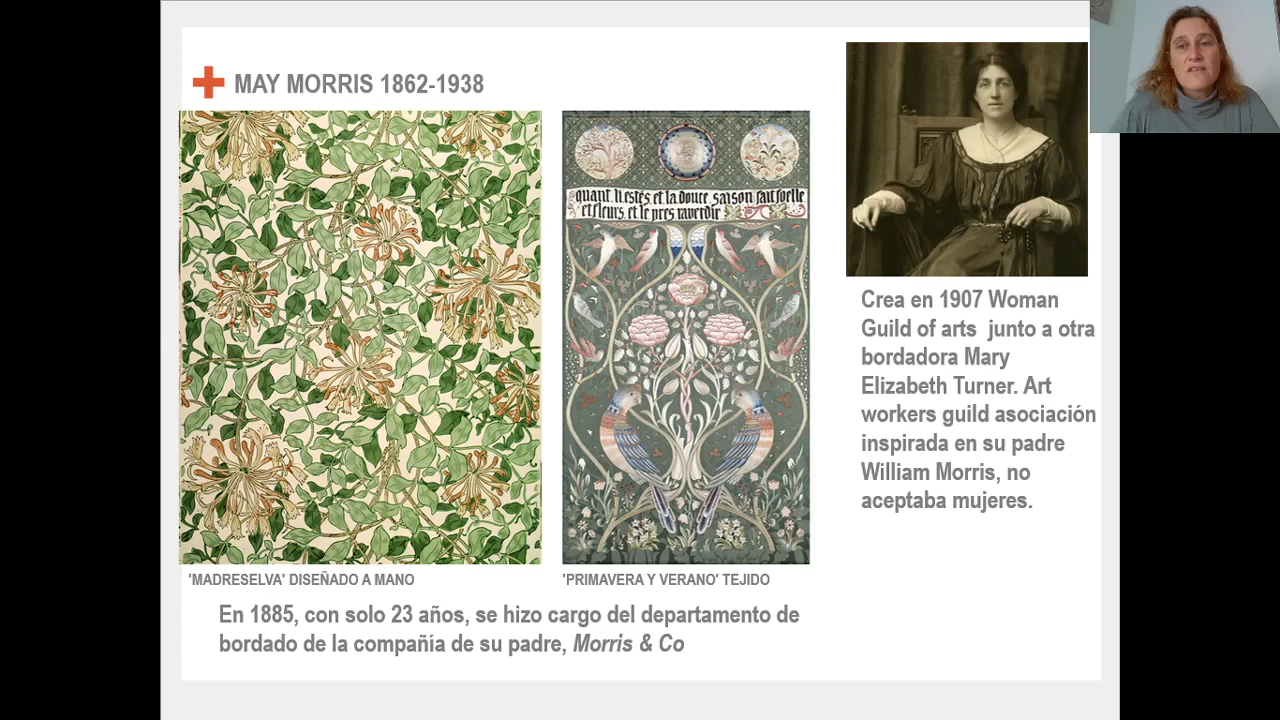 MAY MORRIS 1862-1938
quant. li estés. et la douce. saison. fait foelle
et fleurs. et le pres raverdir
Crea en 1907 Woman
Guild of arts junto a otra
bordadora Mary
Elizabeth Turner. Art
workers guild asociación
inspirada en su padre
William Morris, no
aceptaba mujeres.
'MADRESELVA' DISEÑADO A MANO
'PRIMAVERA Y VERANO' TEJIDO
En 1885, con solo 23 años, se hizo cargo del departamento de
bordado de la compañía de su padre, Morris & Co